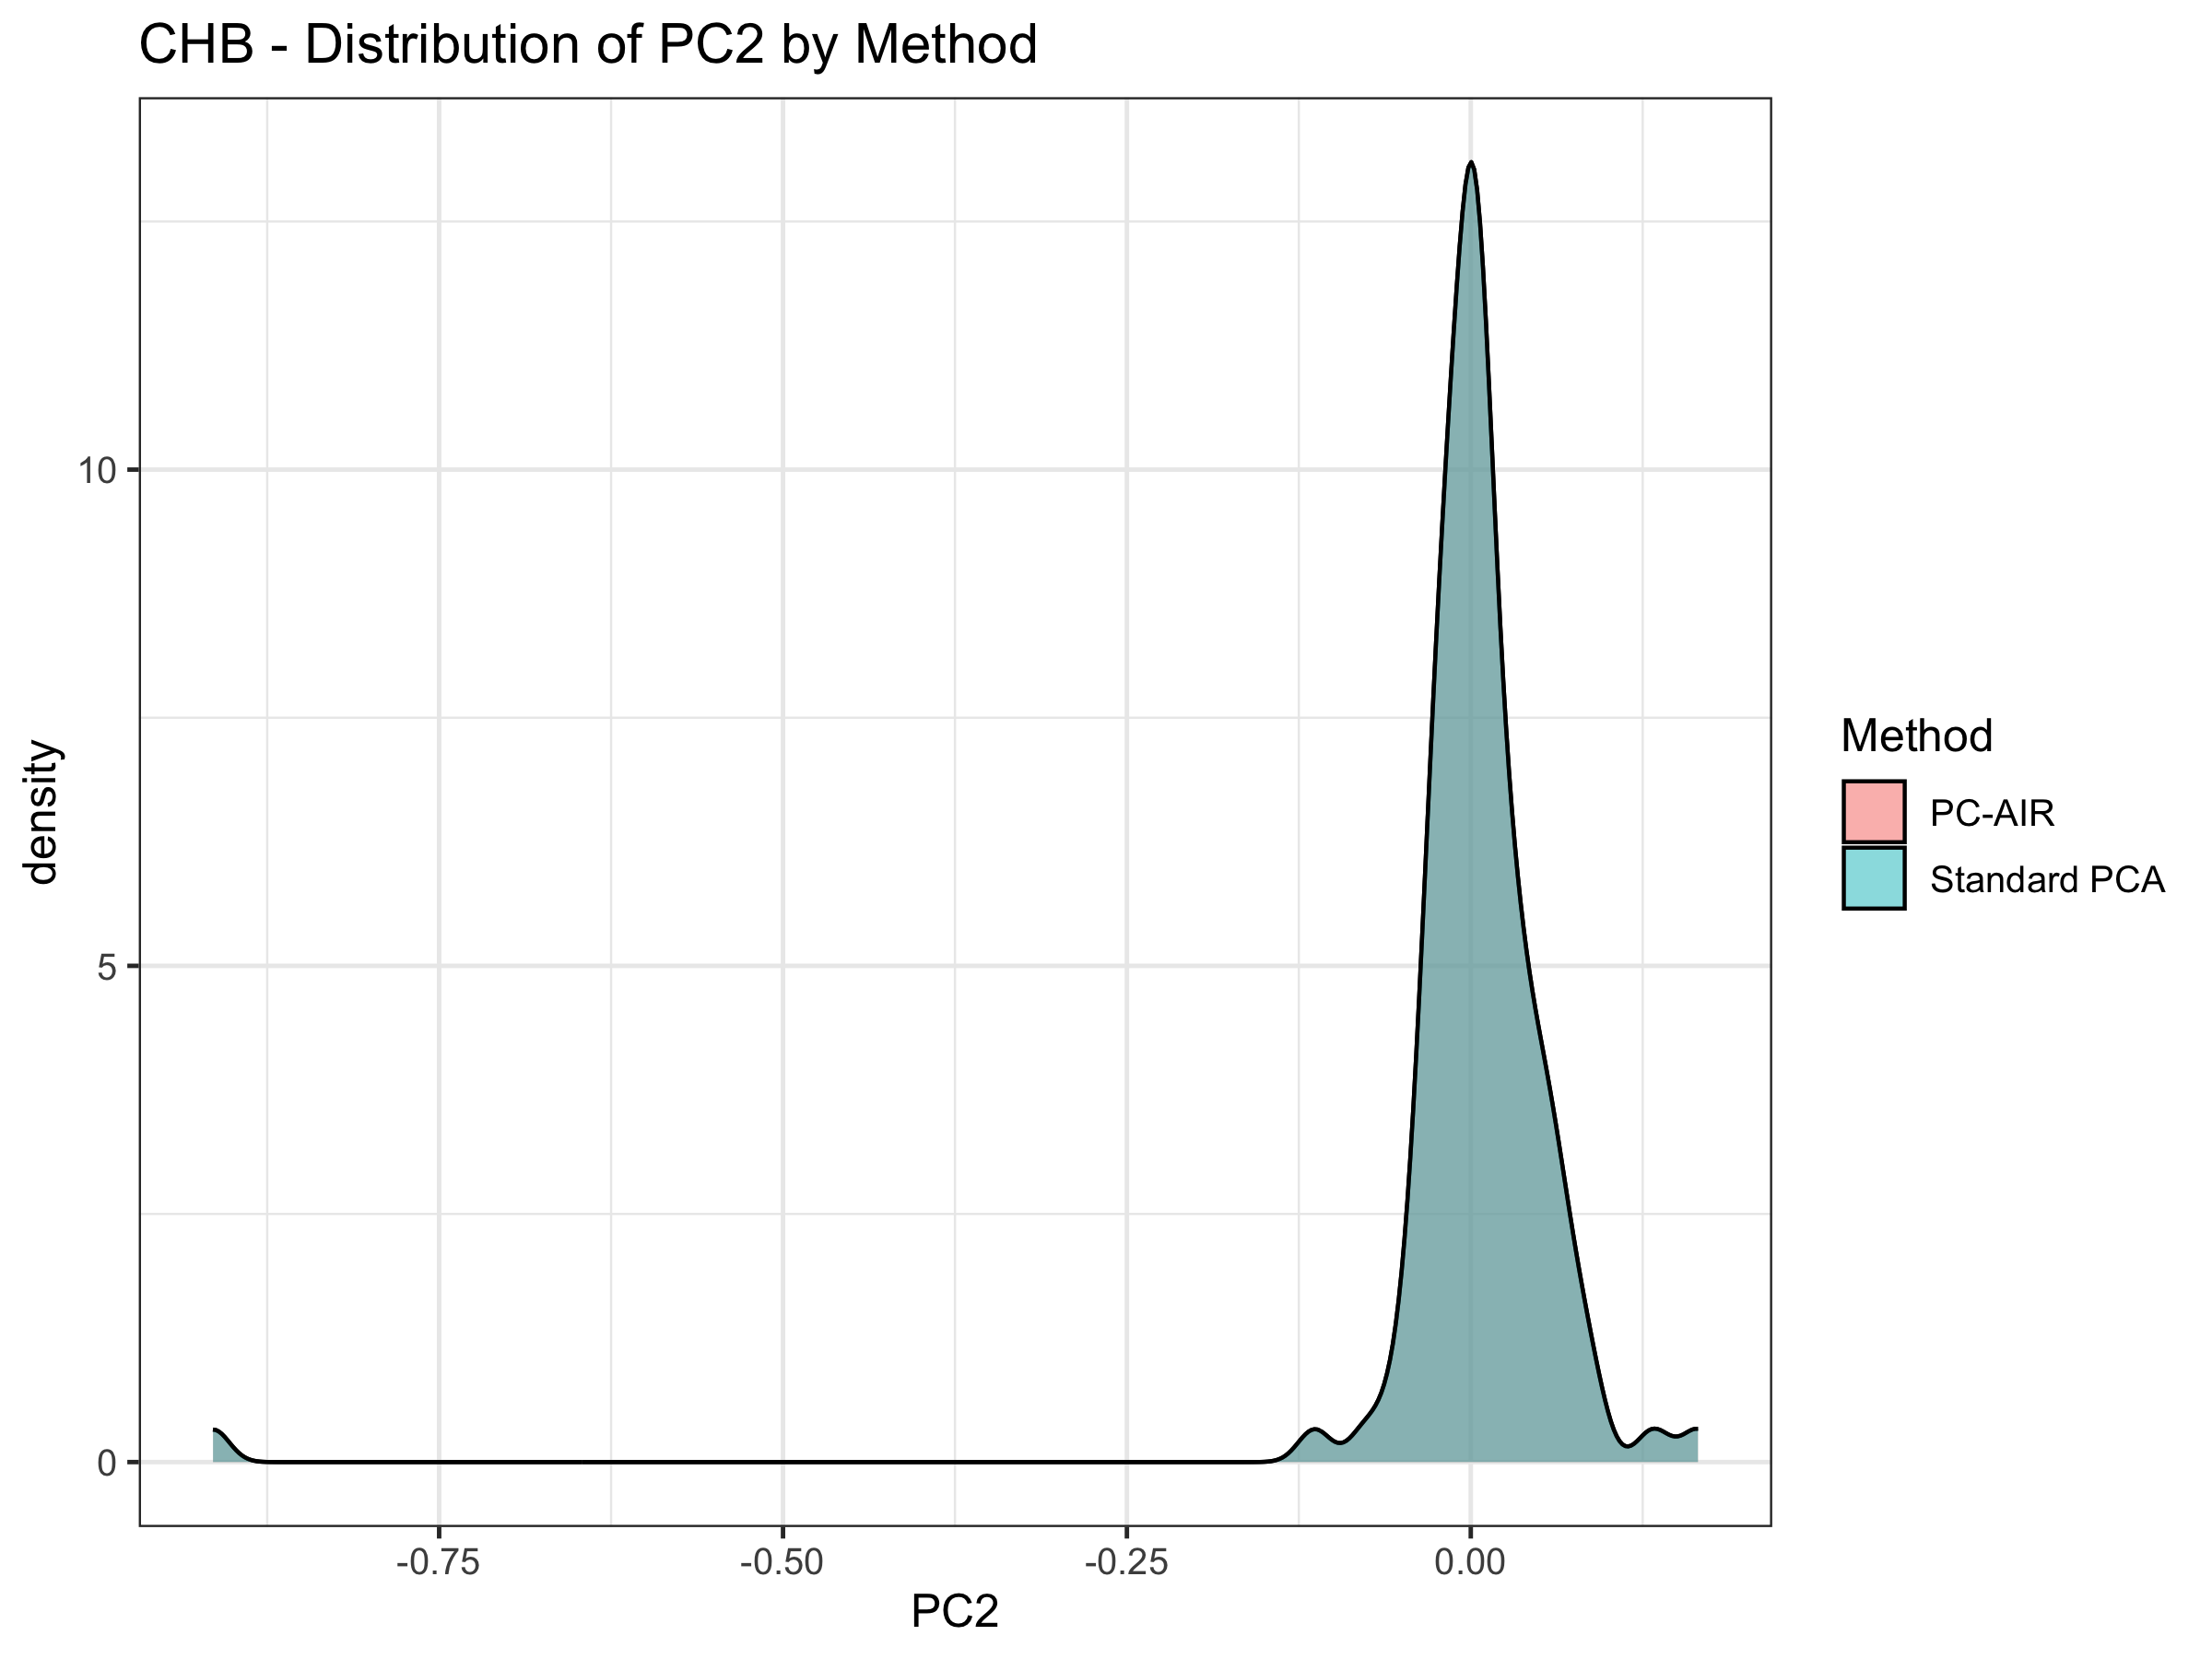 CHB - Distribution of PC2 by Method
density
10
5
0
-0.75
-0.50
-0.25
0.00
PC2
Method
PC-AIR
Standard PCA